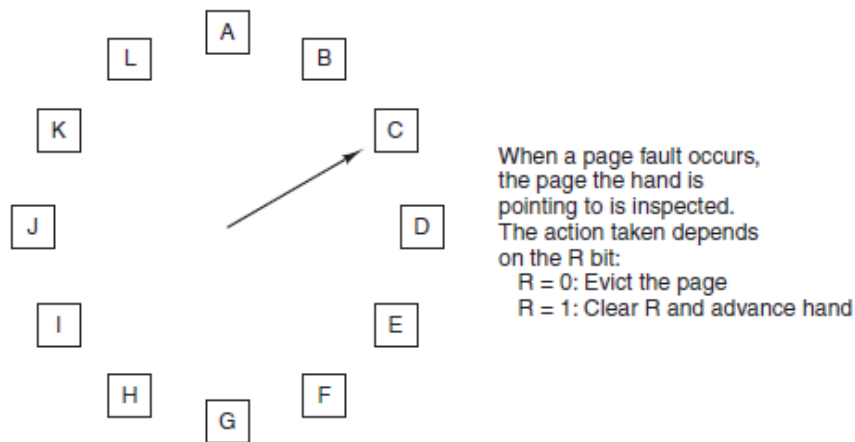 A
L
B
K
C
When a page fault occurs,
the page the hand is
pointing to is inspected.
J
D
The action taken depends
on the R bit:
R = 0: Evict the page
R = 1: Clear R and advance hand
I
E
H
F
G